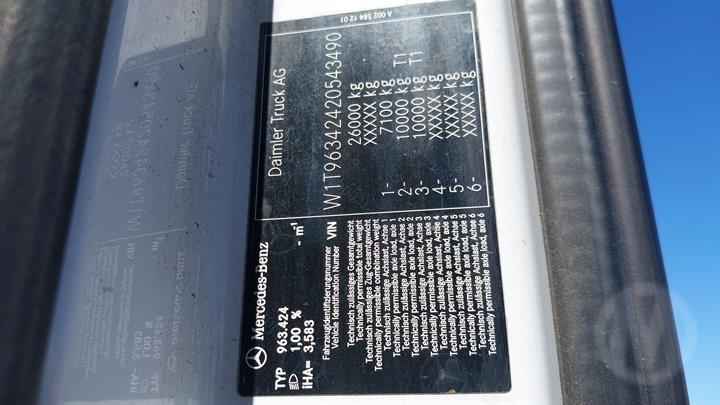 Mercedes-Benz
Daimler Truck AG
TYP 963.424
1,00 %
IHA= 3,583 - m¹
Fahrzeugidentifizierungsnummer
Vehicle Identification Number VIN W1T96342420543490
Technisch zulässiges Gesamtgewicht
Technically permissible total weight 26000 kg
Technisch zulässiges Zug-Gesamtgewicht
Technically permissible combination weight XXXXX kg
Technisch zulässige Achslast, Achse 1
Technically permissible axle load, axle 1 1- 7100 kg
Technisch zulässige Achslast, Achse 2
Technically permissible axle load, axle 2 2- 10000 kg T1
Technisch zulässige Achslast, Achse 3
Technically permissible axle load, axle 3 3- 10000 kg T1
Technisch zulässige Achslast, Achse 4
Technically permissible axle load, axle 4 4- XXXXX kg
Technisch zulässige Achslast, Achse 5
Technically permissible axle load, axle 5 5- XXXXX kg
Technisch zulässige Achslast, Achse 6
Technically permissible axle load, axle 6 6- XXXXX kg
A 002 584 12 01